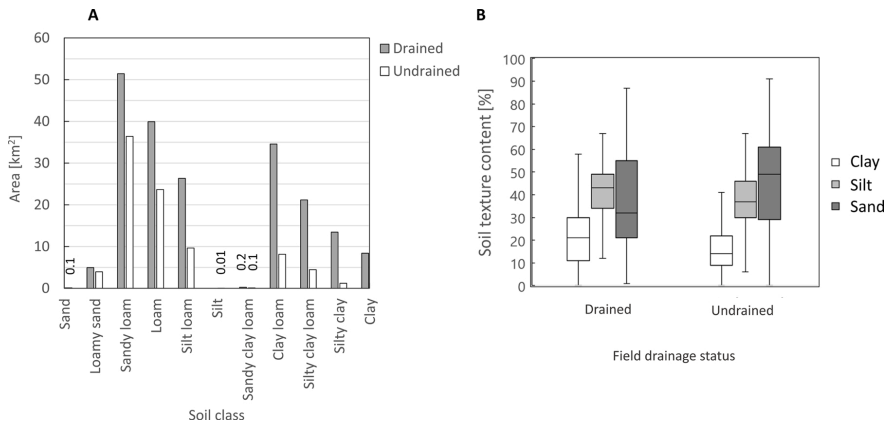 A
60
50
40
30
20
10
0
Area [km²]
0.1
0.01
0.2
0.1
Sand
Loamy sand
Sandy loam
Loam
Silt loam
Silt
Sandy clay loam
Clay loam
Silty clay loam
Silty clay
Clay
Soil class
Drained
Undrained
B
100
90
80
70
60
50
40
30
20
10
0
Soil texture content [%]
Drained
Undrained
Field drainage status
Clay
Silt
Sand